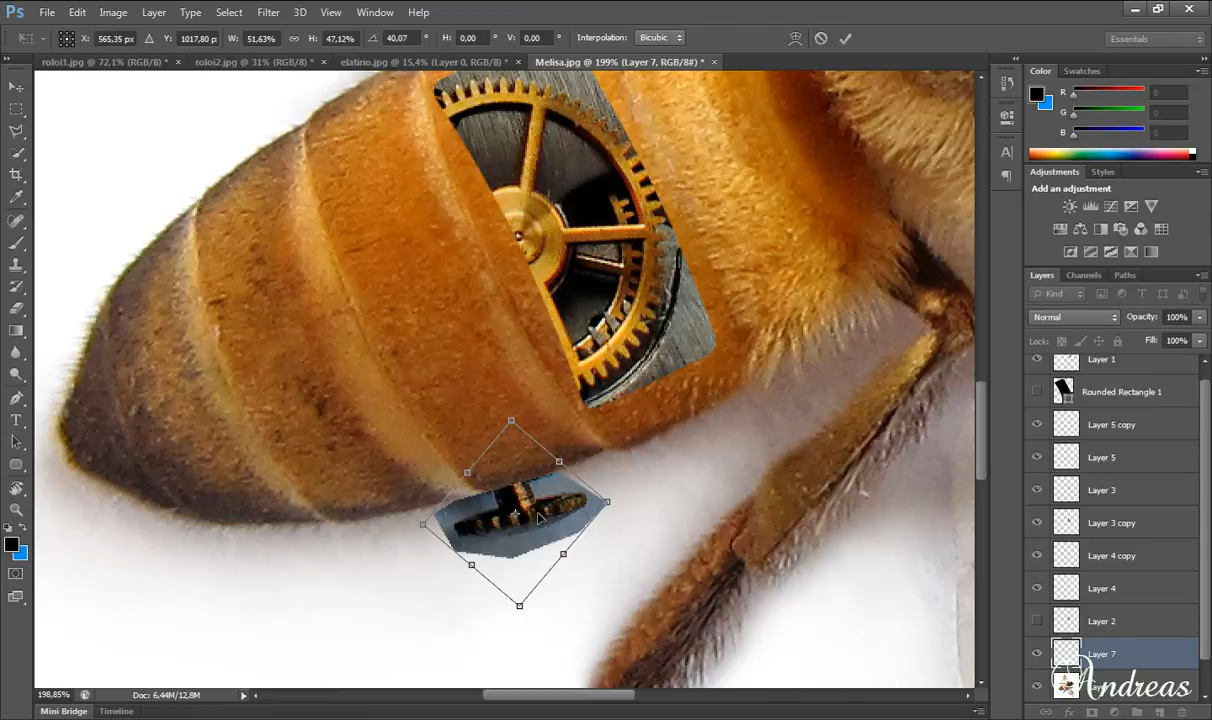 Ps File Edit Image Layer Type Select Filter 3D View Window Help
X: 565,35 px Y: 1017,80 p W: 51,63% H: 47,12% 40,07 ° H: 0,00 ° V: 0,00 ° Interpolation: Bicubic Essentials
roloi1.jpg @ 72,1% (RGB/8) * × roloi2.jpg @ 31% (RGB/8) * × elatirio.jpg @ 15,4% (RGB/8) * × Melisa.jpg @ 199% (Layer 7, RGB/8#) * ×
Color Swatches
R 0
G 0
B 0
Adjustments Styles
Add an adjustment
Layers Channels Paths
Kind
Normal Opacity: 100%
Lock: Fill: 100%
Layer 1
Rounded Rectangle 1
Layer 5 copy
Layer 5
Layer 3
Layer 3 copy
Layer 4 copy
Layer 4
Layer 2
Layer 7
Andreas
198,85% Doc: 6,44M/12,8M
Mini Bridge Timeline